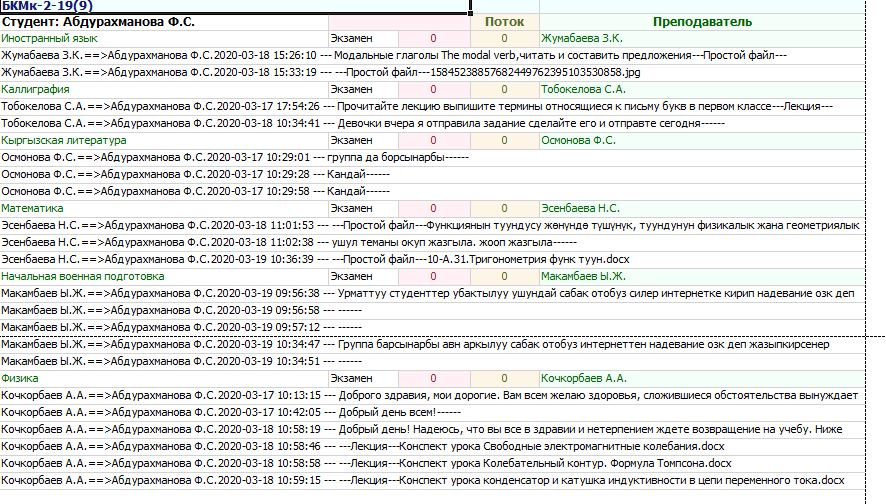 БКМк-2-19(9)
Студент: Абдурахманова Ф.С. Поток Преподаватель
Иностранный язык Экзамен 0 0 Жумабаева З.К.
Жумабаева З.К.==>Абдурахманова Ф.С.2020-03-18 15:26:10 --- Модальные глаголы The modal verb,читать и составить предложения---Простой файл---
Жумабаева З.К.==>Абдурахманова Ф.С.2020-03-18 15:33:19 --- ---Простой файл---15845238857682449762395103530858.jpg
Каллиграфия Экзамен 0 0 Тобокелова С.А.
Тобокелова С.А.==>Абдурахманова Ф.С.2020-03-17 17:54:26 --- Прочитайте лекцию выпишите термины относящиеся к письму букв в первом классе---Лекция---
Тобокелова С.А.==>Абдурахманова Ф.С.2020-03-18 10:34:41 --- Девочки вчера я отправила задание сделайте его и отправте сегодня------
Кыргызская литература Экзамен 0 0 Осмонова Ф.С.
Осмонова Ф.С.==>Абдурахманова Ф.С.2020-03-17 10:29:01 --- группа да борсынарбы------
Осмонова Ф.С.==>Абдурахманова Ф.С.2020-03-17 10:29:28 --- Кандай------
Осмонова Ф.С.==>Абдурахманова Ф.С.2020-03-17 10:29:58 --- Кандай------
Математика Экзамен 0 0 Эсенбаева Н.С.
Эсенбаева Н.С.==>Абдурахманова Ф.С.2020-03-18 11:01:53 --- ---Простой файл---Функциянын туундусу жөнүндө түшүнүк, туундунун физикалык жана геометриялык
Эсенбаева Н.С.==>Абдурахманова Ф.С.2020-03-18 11:02:38 --- ушул теманы окуп жазгыла. жооп жазгыла------
Эсенбаева Н.С.==>Абдурахманова Ф.С.2020-03-19 10:36:39 --- ---Простой файл---10-А.31.Тригонометрия функ туун.docx
Начальная военная подготовка Экзамен 0 0 Макамбаев Ы.Ж.
Макамбаев Ы.Ж.==>Абдурахманова Ф.С.2020-03-19 09:56:38 --- Урматтуу студенттер убактылуу ушундай сабак отобуз силер интернетке кирип надевание озк деп
Макамбаев Ы.Ж.==>Абдурахманова Ф.С.2020-03-19 09:56:58 --- ------
Макамбаев Ы.Ж.==>Абдурахманова Ф.С.2020-03-19 09:57:12 --- ------
Макамбаев Ы.Ж.==>Абдурахманова Ф.С.2020-03-19 10:34:47 --- Группа барсынарбы авн аркылуу сабак отобуз интернеттен надевание озк деп жазыпкирсенер
Макамбаев Ы.Ж.==>Абдурахманова Ф.С.2020-03-19 10:34:51 --- ------
Физика Экзамен 0 0 Кочкорбаев А.А.
Кочкорбаев А.А.==>Абдурахманова Ф.С.2020-03-17 10:13:15 --- Доброго здравия, мои дорогие. Вам всем желаю здоровья, сложившиеся обстоятельства вынуждает
Кочкорбаев А.А.==>Абдурахманова Ф.С.2020-03-17 10:42:05 --- Добрый день всем!------
Кочкорбаев А.А.==>Абдурахманова Ф.С.2020-03-18 10:58:19 --- Добрый день! Надеюсь, что вы все в здравии и нетерпением ждете возвращение на учебу. Ниже
Кочкорбаев А.А.==>Абдурахманова Ф.С.2020-03-18 10:58:46 --- ---Лекция---Конспект урока Свободные электромагнитные колебания.docx
Кочкорбаев А.А.==>Абдурахманова Ф.С.2020-03-18 10:58:58 --- ---Лекция---Конспект урока Колебательный контур. Формула Томпсона.docx
Кочкорбаев А.А.==>Абдурахманова Ф.С.2020-03-18 10:59:15 --- ---Лекция---Конспект урока конденсатор и катушка индуктивности в цепи переменного тока.docx